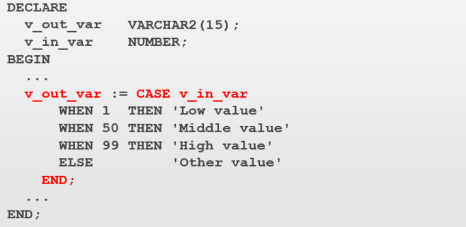 DECLARE
  v_out_var   VARCHAR2(15);
  v_in_var    NUMBER;
BEGIN
  ...
  v_out_var := CASE v_in_var
      WHEN 1  THEN 'Low value'
      WHEN 50 THEN 'Middle value'
      WHEN 99 THEN 'High value'
      ELSE         'Other value'
    END;
  ...
END;